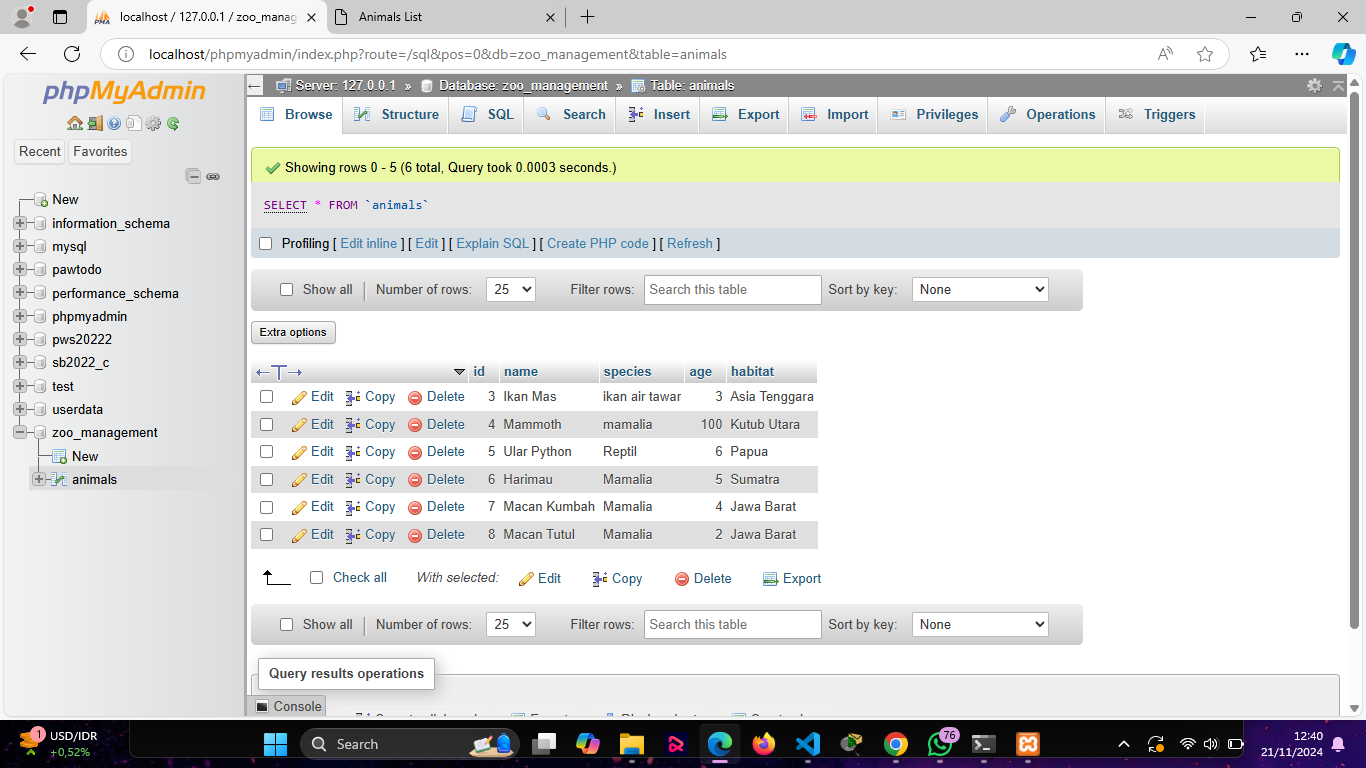 localhost / 127.0.0.1 / zoo_manag
Animals List
localhost/phpmyadmin/index.php?route=/sql&pos=0&db=zoo_management&table=animals
phpMyAdmin
Recent Favorites
New
information_schema
mysql
pawtodo
performance_schema
phpmyadmin
pws20222
sb2022_c
test
userdata
zoo_management
New
animals
Server: 127.0.0.1 » Database: zoo_management » Table: animals
Browse Structure SQL Search Insert Export Import Privileges Operations Triggers
Showing rows 0 - 5 (6 total, Query took 0.0003 seconds.)
SELECT * FROM `animals`
Profiling [ Edit inline ] [ Edit ] [ Explain SQL ] [ Create PHP code ] [ Refresh ]
Show all | Number of rows: 25 Filter rows: Search this table Sort by key: None
Extra options
id name species age habitat
Edit Copy Delete 3 Ikan Mas ikan air tawar 3 Asia Tenggara
Edit Copy Delete 4 Mammoth mamalia 100 Kutub Utara
Edit Copy Delete 5 Ular Python Reptil 6 Papua
Edit Copy Delete 6 Harimau Mamalia 5 Sumatra
Edit Copy Delete 7 Macan Kumbah Mamalia 4 Jawa Barat
Edit Copy Delete 8 Macan Tutul Mamalia 2 Jawa Barat
Check all With selected: Edit Copy Delete Export
Show all | Number of rows: 25 Filter rows: Search this table Sort by key: None
Query results operations
Console
1 USD/IDR
+0,52%
Search
76
12:40
21/11/2024